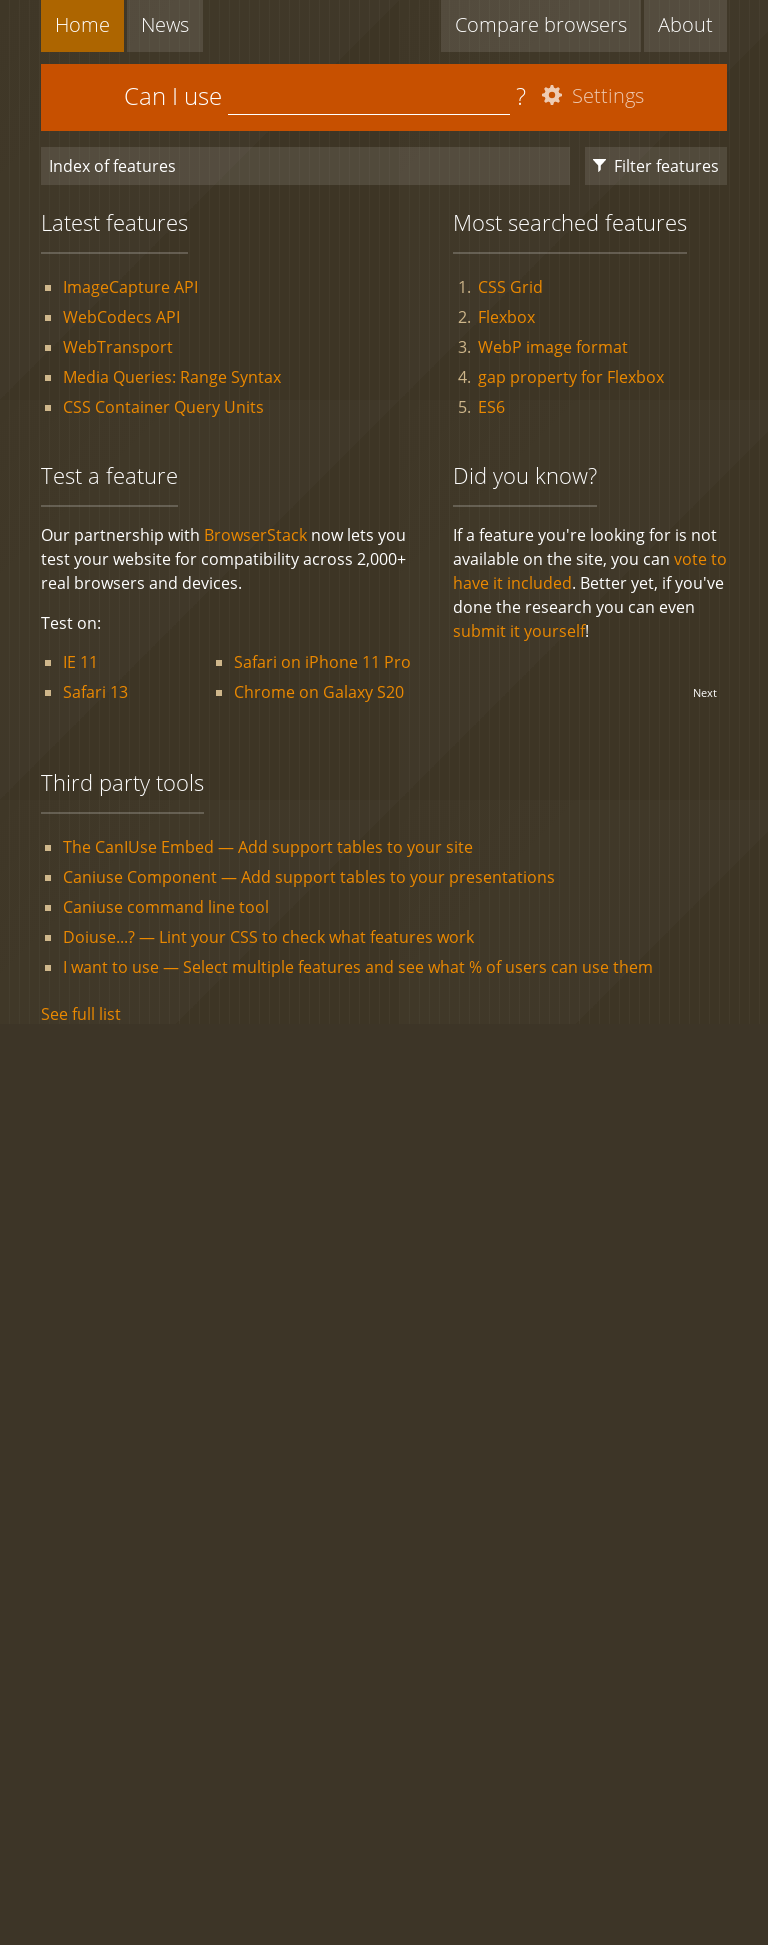 Home News Compare browsers About
Can I use ? Settings
Index of features Filter features
Latest features
ImageCapture API
WebCodecs API
WebTransport
Media Queries: Range Syntax
CSS Container Query Units
Most searched features
1. CSS Grid
2. Flexbox
3. WebP image format
4. gap property for Flexbox
5. ES6
Test a feature
Our partnership with BrowserStack now lets you
test your website for compatibility across 2,000+
real browsers and devices.
Test on:
IE 11
Safari 13
Safari on iPhone 11 Pro
Chrome on Galaxy S20
Did you know?
If a feature you're looking for is not
available on the site, you can vote to
have it included. Better yet, if you've
done the research you can even
submit it yourself!
Next
Third party tools
The CanIUse Embed — Add support tables to your site
Caniuse Component — Add support tables to your presentations
Caniuse command line tool
Doiuse...? — Lint your CSS to check what features work
I want to use — Select multiple features and see what % of users can use them
See full list